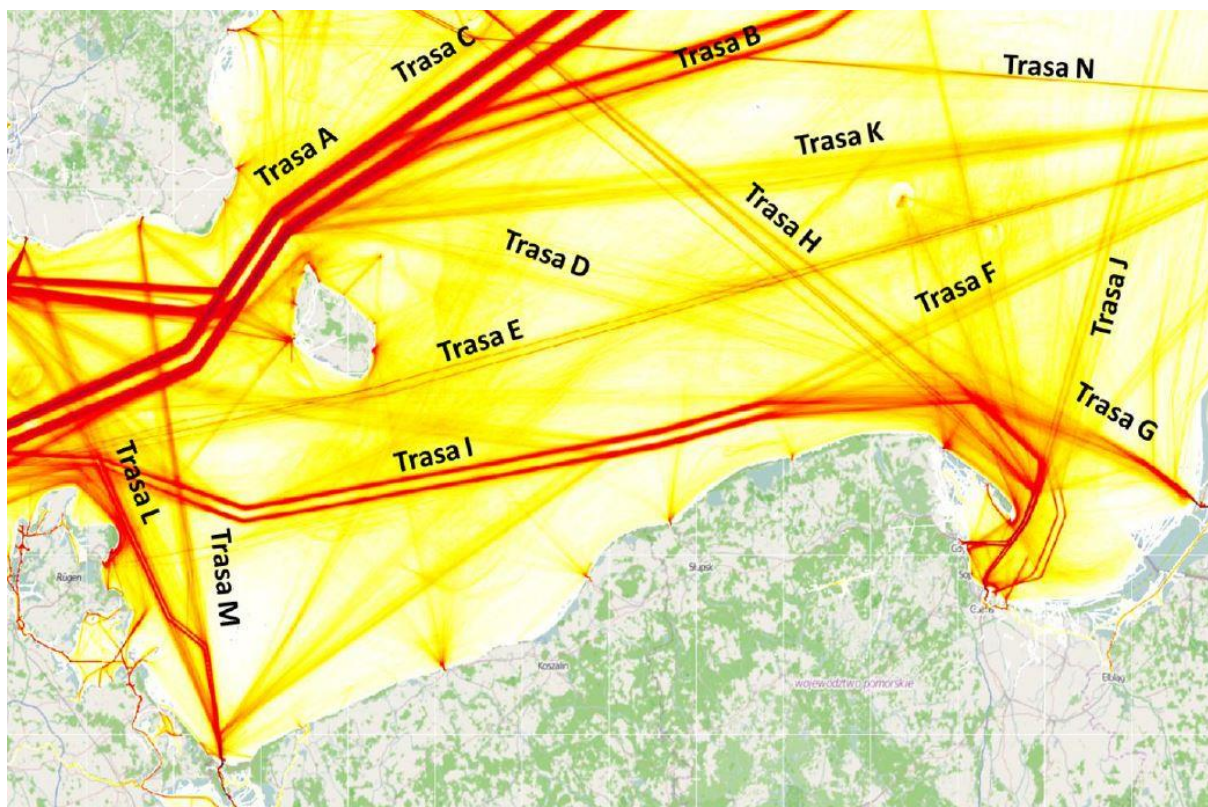 Trasa C
Trasa B
Trasa N
Trasa A
Trasa K
Trasa H
Trasa D
Trasa F
Trasa J
Trasa E
Trasa G
Trasa I
Trasa L
Trasa M
Rügen
Słupsk
Koszalin
województwo pomorskie
Elbląg